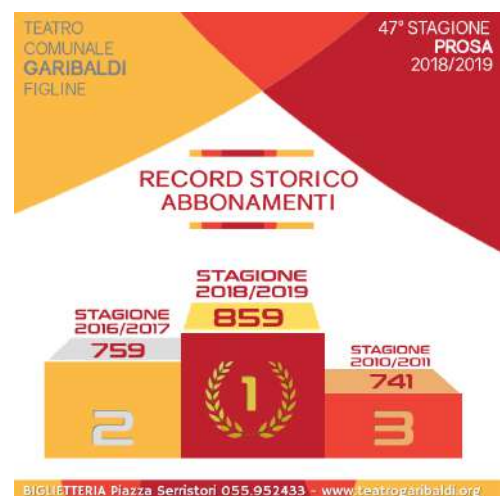 TEATRO
COMUNALE
GARIBALDI
FIGLINE
47° STAGIONE
PROSA
2018/2019
RECORD STORICO
ABBONAMENTI
STAGIONE
2018/2019
859
STAGIONE
2016/2017
759
STAGIONE
2010/2011
741
2
1
3
BIGLIETTERIA Piazza Serristori 055.952433 - www.teatrogaribaldi.org